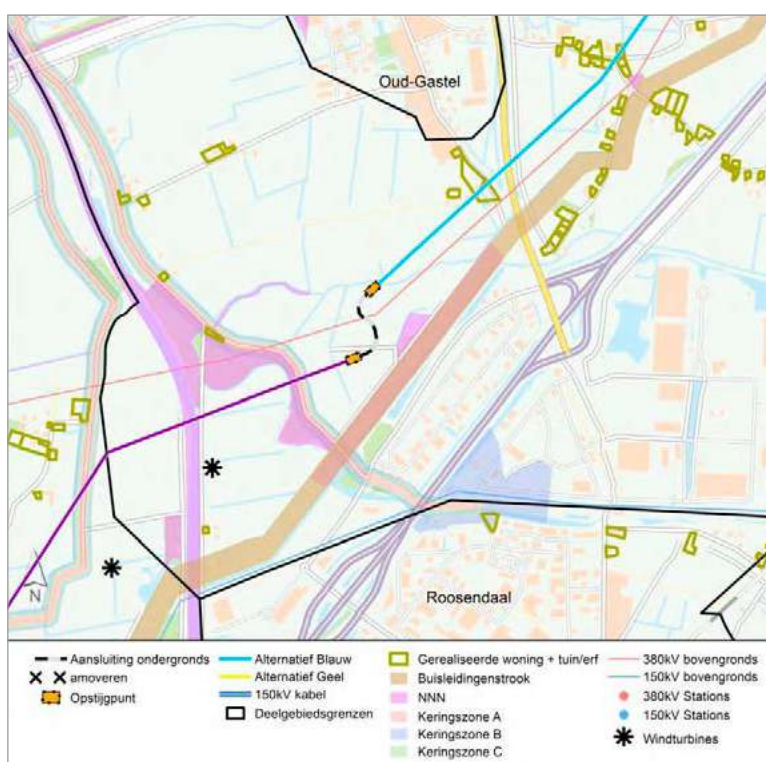 Oud-Gastel
Roosendaal
N
Aansluiting ondergronds
amoveren
Opstijgpunt
Alternatief Blauw
Alternatief Geel
150kV kabel
Deelgebiedsgrenzen
Gerealiseerde woning + tuin/erf
Buisleidingenstrook
NNN
Keringszone A
Keringszone B
Keringszone C
380kV bovengronds
150kV bovengronds
380kV Stations
150kV Stations
Windturbines